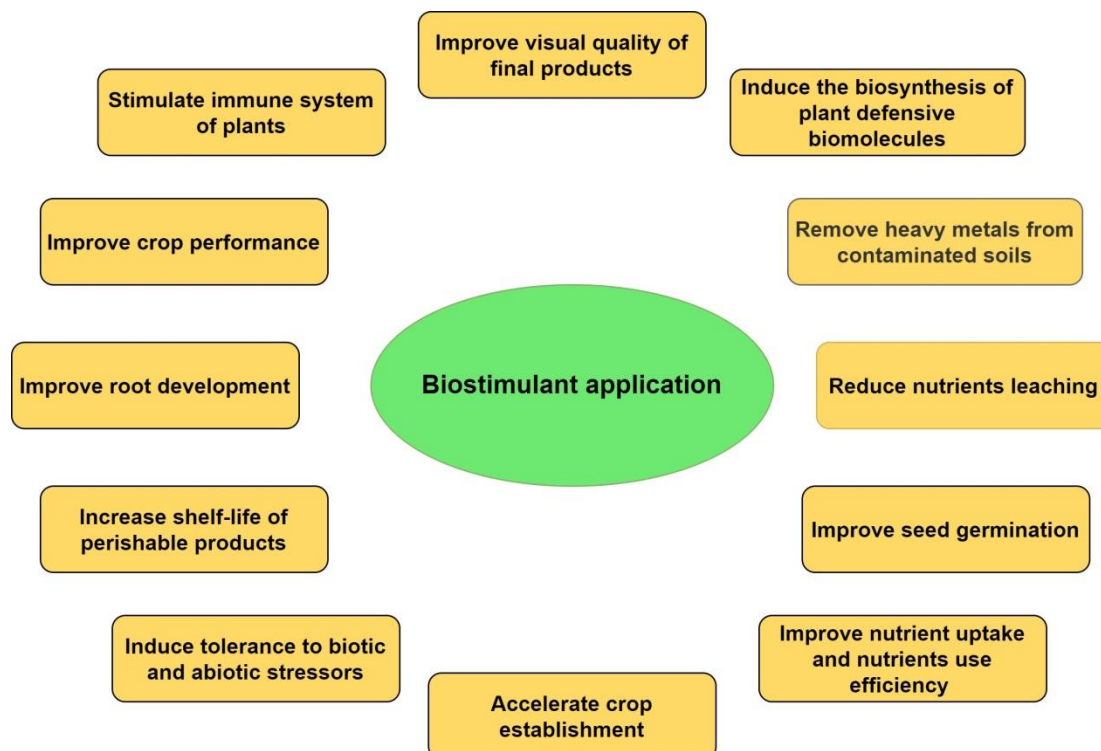 Improve visual quality of
final products
Stimulate immune system
of plants
Induce the biosynthesis of
plant defensive
biomolecules
Improve crop performance
Remove heavy metals from
contaminated soils
Improve root development
Biostimulant application
Reduce nutrients leaching
Increase shelf-life of
perishable products
Improve seed germination
Induce tolerance to biotic
and abiotic stressors
Improve nutrient uptake
and nutrients use
efficiency
Accelerate crop
establishment